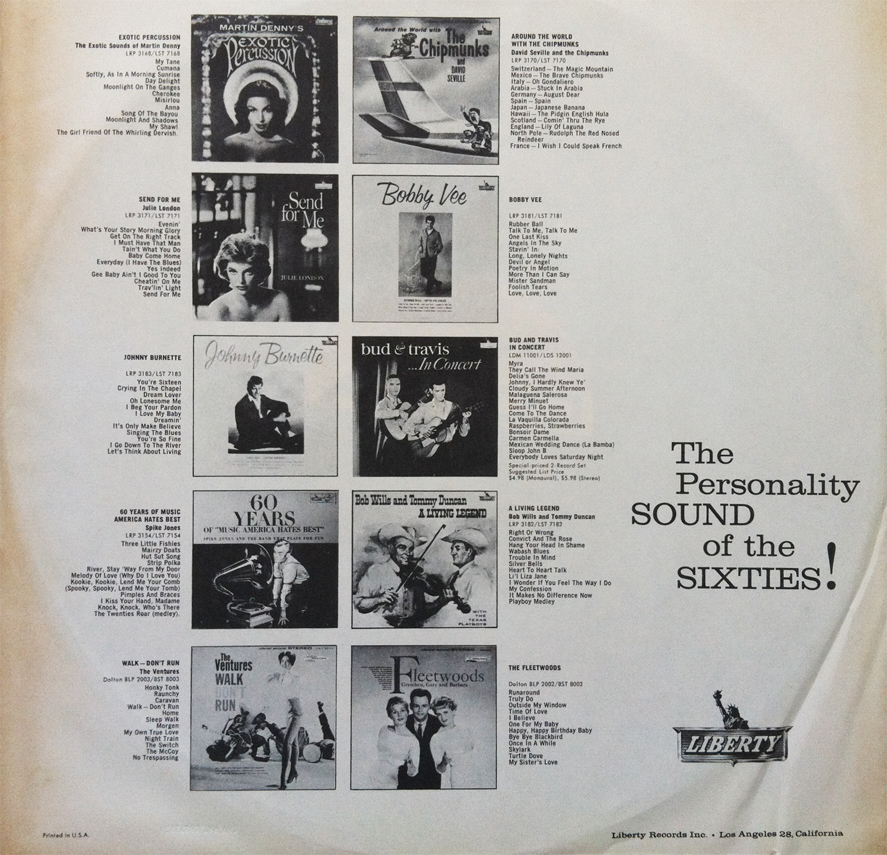 EXOTIC PERCUSSION
The Exotic Sounds of Martin Denny
LRP 3168/LST 7168
My Tane
Cumana
Softly, As In A Morning Sunrise
Day Delight
Moonlight On The Ganges
Cherokee
Misirlou
Anna
Song Of The Bayou
Moonlight And Shadows
My Shawl
The Girl Friend Of The Whirling Dervish
MARTIN DENNY'S
EXOTIC
PERCUSSION
Around the World with
The
Chipmunks
and
DAVID
SEVILLE
AROUND THE WORLD
WITH THE CHIPMUNKS
David Seville and the Chipmunks
LRP 3170/LST 7170
Switzerland — The Magic Mountain
Mexico — The Brave Chipmunks
Italy — Oh Gondaliero
Arabia — Stuck In Arabia
Germany — August Dear
Spain — Spain
Japan — Japanese Banana
Hawaii — The Pidgin English Hula
Scotland — Comin' Thru The Rye
England — Lily Of Laguna
North Pole — Rudolph The Red Nosed
Reindeer
France — I Wish I Could Speak French
SEND FOR ME
Julie London
LRP 3171/LST 7171
Evenin'
What's Your Story Morning Glory
Get On The Right Track
I Must Have That Man
Tain't What You Do
Baby Come Home
Everyday (I Have The Blues)
Yes Indeed
Gee Baby Ain't I Good To You
Cheatin' On Me
Trav'lin' Light
Send For Me
Send
for Me
JULIE LONDON
Bobby Vee
BOBBY VEE
LRP 3181/LST 7181
Rubber Ball
Talk To Me, Talk To Me
One Last Kiss
Angels In The Sky
Stayin' In
Long, Lonely Nights
Devil or Angel
Poetry In Motion
More Than I Can Say
Mister Sandman
Foolish Tears
Love, Love, Love
JOHNNY BURNETTE
LRP 3183/LST 7183
You're Sixteen
Crying In The Chapel
Dream Lover
Oh Lonesome Me
I Beg Your Pardon
I Love My Baby
Dreamin'
It's Only Make Believe
Singing The Blues
You're So Fine
I Go Down To The River
Let's Think About Living
Johnny Burnette
bud & travis
...In Concert
BUD AND TRAVIS
IN CONCERT
LDM 11001/LDS 12001
Myra
They Call The Wind Maria
Delia's Gone
Johnny, I Hardly Knew Ye'
Cloudy Summer Afternoon
Malaguena Salerosa
Merry Minuet
Guess I'll Go Home
Come To The Dance
La Vaquilla Colorada
Raspberries, Strawberries
Bonsoir Dame
Carmen Carmella
Mexican Wedding Dance (La Bamba)
Sloop John B
Everybody Loves Saturday Night
Special-priced 2 Record Set
Suggested List Price
$4.98 (Monaural), $5.98 (Stereo)
60 YEARS OF MUSIC
AMERICA HATES BEST
Spike Jones
LRP 3154/LST 7154
Three Little Fishies
Mairzy Doats
Hut Sut Song
Strip Polka
River, Stay 'Way From My Door
Melody Of Love (Why Do I Love You)
Kookie, Kookie, Lend Me Your Comb
(Spooky, Spooky, Lend Me Your Tomb)
Pimples And Braces
I Kiss Your Hand, Madame
Knock, Knock, Who's There
The Twenties Roar (medley).
60
YEARS
OF "MUSIC AMERICA HATES BEST"
SPIKE JONES AND THE BAND THAT PLAYS FOR FUN
Bob Wills and Tommy Duncan
A LIVING LEGEND
WITH
THE
TEXAS
PLAYBOYS
A LIVING LEGEND
Bob Wills and Tommy Duncan
LRP 3182/LST 7182
Right Or Wrong
Convict And The Rose
Hang Your Head In Shame
Wabash Blues
Trouble In Mind
Silver Bells
Heart To Heart Talk
Li'l Liza Jane
I Wonder If You Feel The Way I Do
My Confession
It Makes No Difference Now
Playboy Medley
The
Personality
SOUND
of the
SIXTIES!
WALK — DON'T RUN
The Ventures
Dolton BLP 2003/BST 8003
Honky Tonk
Raunchy
Caravan
Walk — Don't Run
Home
Sleep Walk
Morgen
My Own True Love
Night Train
The Switch
The McCoy
No Trespassing
STEREO
The
Ventures
WALK
DON'T
RUN
Fleetwoods
Gretchen, Gary and Barbara
THE FLEETWOODS
Dolton BLP 2002/BST 8002
Runaround
Truly Do
Outside My Window
Time Of Love
I Believe
One For My Baby
Happy, Happy Birthday Baby
Bye Bye Blackbird
Once In A While
Skylark
Turtle Dove
My Sister's Love
LIBERTY
Printed in U.S.A.
Liberty Records Inc. • Los Angeles 28, California